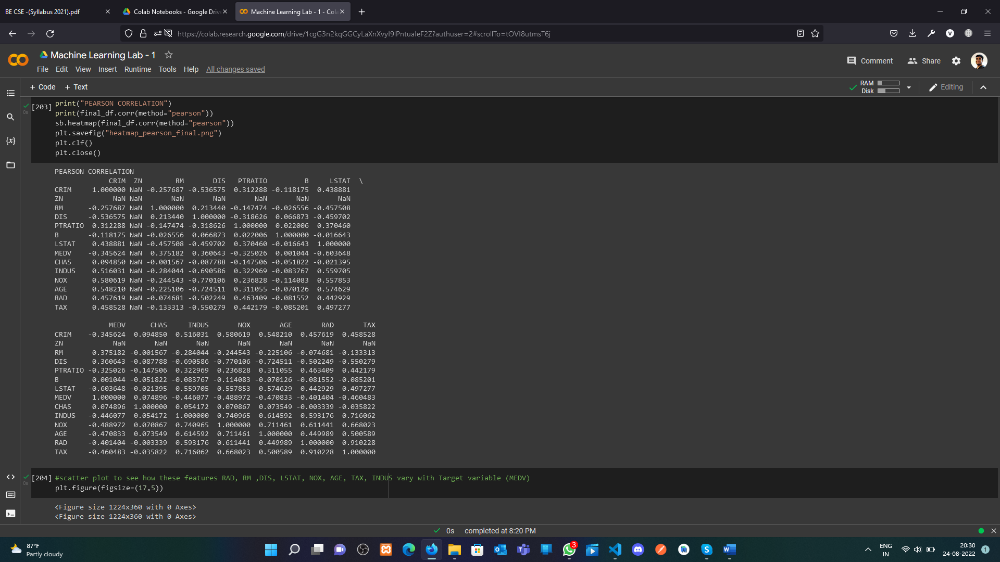 BE CSE -(Syllabus 2021).pdf
Colab Notebooks - Google Drive
Machine Learning Lab - 1 - Cola
https://colab.research.google.com/drive/1cgG3n2kqGGCyLaXnXvyI9lPntuaIeF2Z?authuser=2#scrollTo=tOVI8utmsT6j
V
Machine Learning Lab - 1
File Edit View Insert Runtime Tools Help All changes saved
Comment Share
+ Code + Text
RAM
Disk
Editing
{x}
[203]
0s
print("PEARSON CORRELATION")
print(final_df.corr(method="pearson"))
sb.heatmap(final_df.corr(method="pearson"))
plt.savefig("heatmap_pearson_final.png")
plt.clf()
plt.close()
PEARSON CORRELATION
CRIM ZN RM DIS PTRATIO B LSTAT \
CRIM 1.000000 NaN -0.257687 -0.536575 0.312288 -0.118175 0.438881
ZN NaN NaN NaN NaN NaN NaN NaN
RM -0.257687 NaN 1.000000 0.213440 -0.147474 -0.026556 -0.457508
DIS -0.536575 NaN 0.213440 1.000000 -0.318626 0.066873 -0.459702
PTRATIO 0.312288 NaN -0.147474 -0.318626 1.000000 0.022006 0.370460
B -0.118175 NaN -0.026556 0.066873 0.022006 1.000000 -0.016643
LSTAT 0.438881 NaN -0.457508 -0.459702 0.370460 -0.016643 1.000000
MEDV -0.345624 NaN 0.375182 0.360643 -0.325026 0.001044 -0.603648
CHAS 0.094850 NaN -0.001567 -0.087788 -0.147506 -0.051822 -0.021395
INDUS 0.516031 NaN -0.284044 -0.690586 0.322969 -0.083767 0.559705
NOX 0.580619 NaN -0.244543 -0.770106 0.236828 -0.114083 0.557853
AGE 0.548210 NaN -0.225106 -0.724511 0.311055 -0.070126 0.574629
RAD 0.457619 NaN -0.074681 -0.502249 0.463409 -0.081552 0.442929
TAX 0.458528 NaN -0.133313 -0.550279 0.442179 -0.085201 0.497277
MEDV CHAS INDUS NOX AGE RAD TAX
CRIM -0.345624 0.094850 0.516031 0.580619 0.548210 0.457619 0.458528
ZN NaN NaN NaN NaN NaN NaN NaN
RM 0.375182 -0.001567 -0.284044 -0.244543 -0.225106 -0.074681 -0.133313
DIS 0.360643 -0.087788 -0.690586 -0.770106 -0.724511 -0.502249 -0.550279
PTRATIO -0.325026 -0.147506 0.322969 0.236828 0.311055 0.463409 0.442179
B 0.001044 -0.051822 -0.083767 -0.114083 -0.070126 -0.081552 -0.085201
LSTAT -0.603648 -0.021395 0.559705 0.557853 0.574629 0.442929 0.497277
MEDV 1.000000 0.074896 -0.446077 -0.488972 -0.470833 -0.401404 -0.460483
CHAS 0.074896 1.000000 0.054172 0.070867 0.073549 -0.003339 -0.035822
INDUS -0.446077 0.054172 1.000000 0.740965 0.614592 0.593176 0.716062
NOX -0.488972 0.070867 0.740965 1.000000 0.711461 0.611441 0.668023
AGE -0.470833 0.073549 0.614592 0.711461 1.000000 0.449989 0.500589
RAD -0.401404 -0.003339 0.593176 0.611441 0.449989 1.000000 0.910228
TAX -0.460483 -0.035822 0.716062 0.668023 0.500589 0.910228 1.000000
[204]
0s
#scatter plot to see how these features RAD, RM ,DIS, LSTAT, NOX, AGE, TAX, INDUS vary with Target variable (MEDV)
plt.figure(figsize=(17,5))
<Figure size 1224x360 with 0 Axes>
<Figure size 1224x360 with 0 Axes>
0s completed at 8:20 PM
87°F
Partly cloudy
3
ENG
IN
20:30
24-08-2022
1